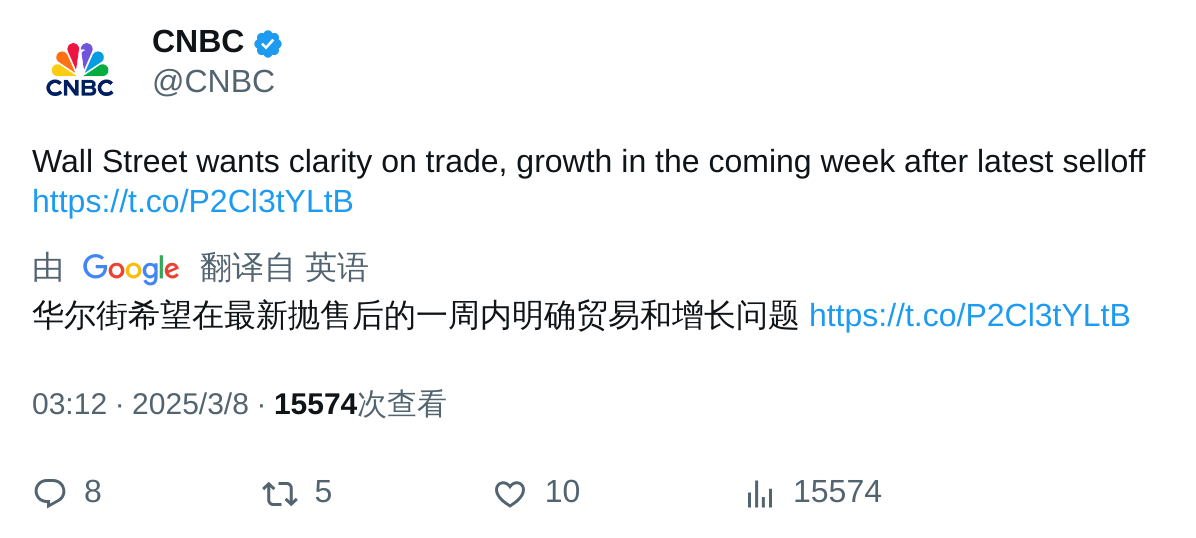 CNBC
CNBC
@CNBC
Wall Street wants clarity on trade, growth in the coming week after latest selloff
https://t.co/P2Cl3tYLtB
由 Google 翻译自 英语
华尔街希望在最新抛售后的一周内明确贸易和增长问题 https://t.co/P2Cl3tYLtB
03:12 · 2025/3/8 · 15574次查看
8 5 10 15574